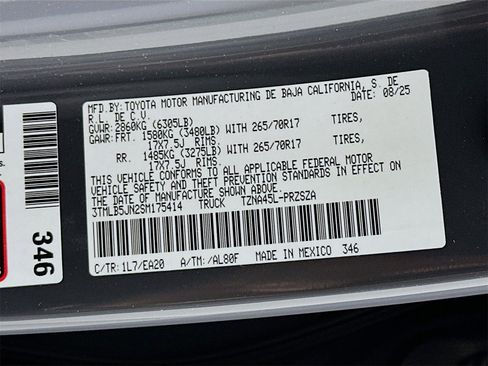 MFD.BY: TOYOTA MOTOR MANUFACTURING DE BAJA CALIFORNIA, S. DE
R.L. DE C.V. DATE: 08/25
GVWR: 2860KG (6305LB)
GAWR: FRT. 1580KG (3480LB) WITH 265/70R17 TIRES,
17X7.5J RIMS.
RR. 1485KG (3275LB) WITH 265/70R17 TIRES,
17X7.5J RIMS.
THIS VEHICLE CONFORMS TO ALL APPLICABLE FEDERAL MOTOR
VEHICLE SAFETY AND THEFT PREVENTION STANDARDS IN EFFECT ON
THE DATE OF MANUFACTURE SHOWN ABOVE.
3TMLB5JN2SM175414 TRUCK TZNA45L-PRZSZA
C/TR: 1L7/EA20 A/TM: /AL80F MADE IN MEXICO 346
346